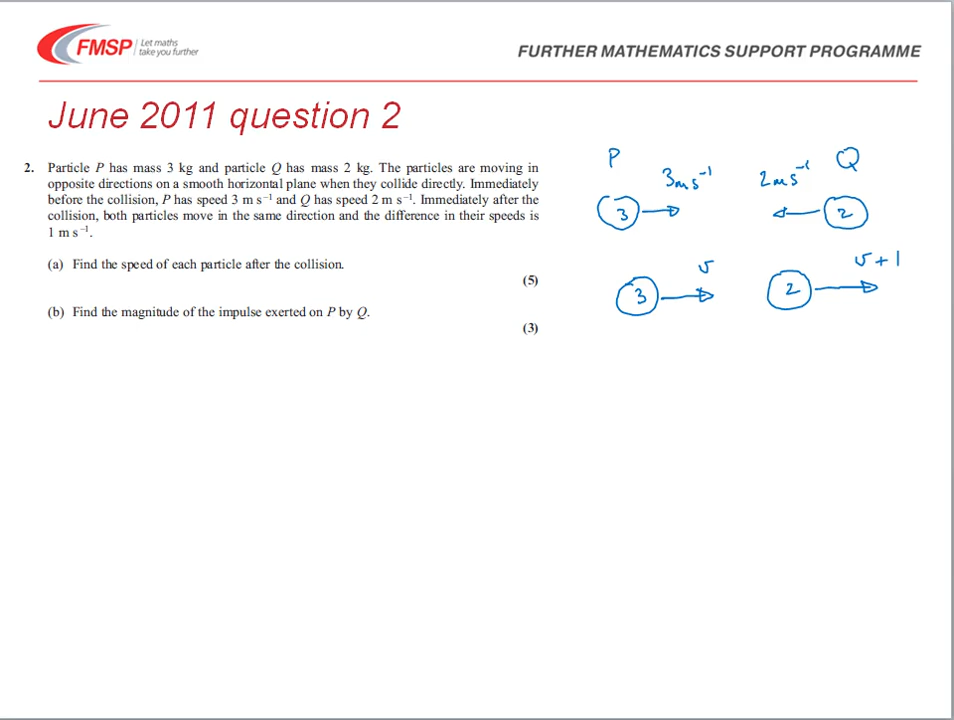 FMSP Let maths
take you further
FURTHER MATHEMATICS SUPPORT PROGRAMME
June 2011 question 2
2. Particle P has mass 3 kg and particle Q has mass 2 kg. The particles are moving in
opposite directions on a smooth horizontal plane when they collide directly. Immediately
before the collision, P has speed 3 m s⁻¹ and Q has speed 2 m s⁻¹. Immediately after the
collision, both particles move in the same direction and the difference in their speeds is
1 m s⁻¹.
(a) Find the speed of each particle after the collision.
(5)
(b) Find the magnitude of the impulse exerted on P by Q.
(3)
P Q
3ms⁻¹ 2ms⁻¹
3 2
v v+1
3 2